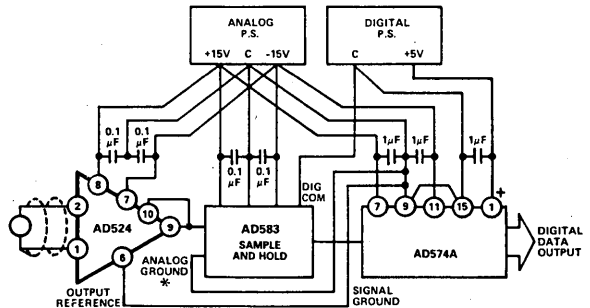 ANALOG
P.S.
+15V C -15V
DIGITAL
P.S.
C +5V
0.1
µF
0.1
µF
0.1
µF
0.1
µF
1µF
1µF
1µF
+
8
7
10
2
1
9
6
AD524
DIG
COM
AD583
SAMPLE
AND HOLD
7
9
11
15
1
AD574A
DIGITAL
DATA
OUTPUT
ANALOG
GROUND
*
OUTPUT
REFERENCE
SIGNAL
GROUND